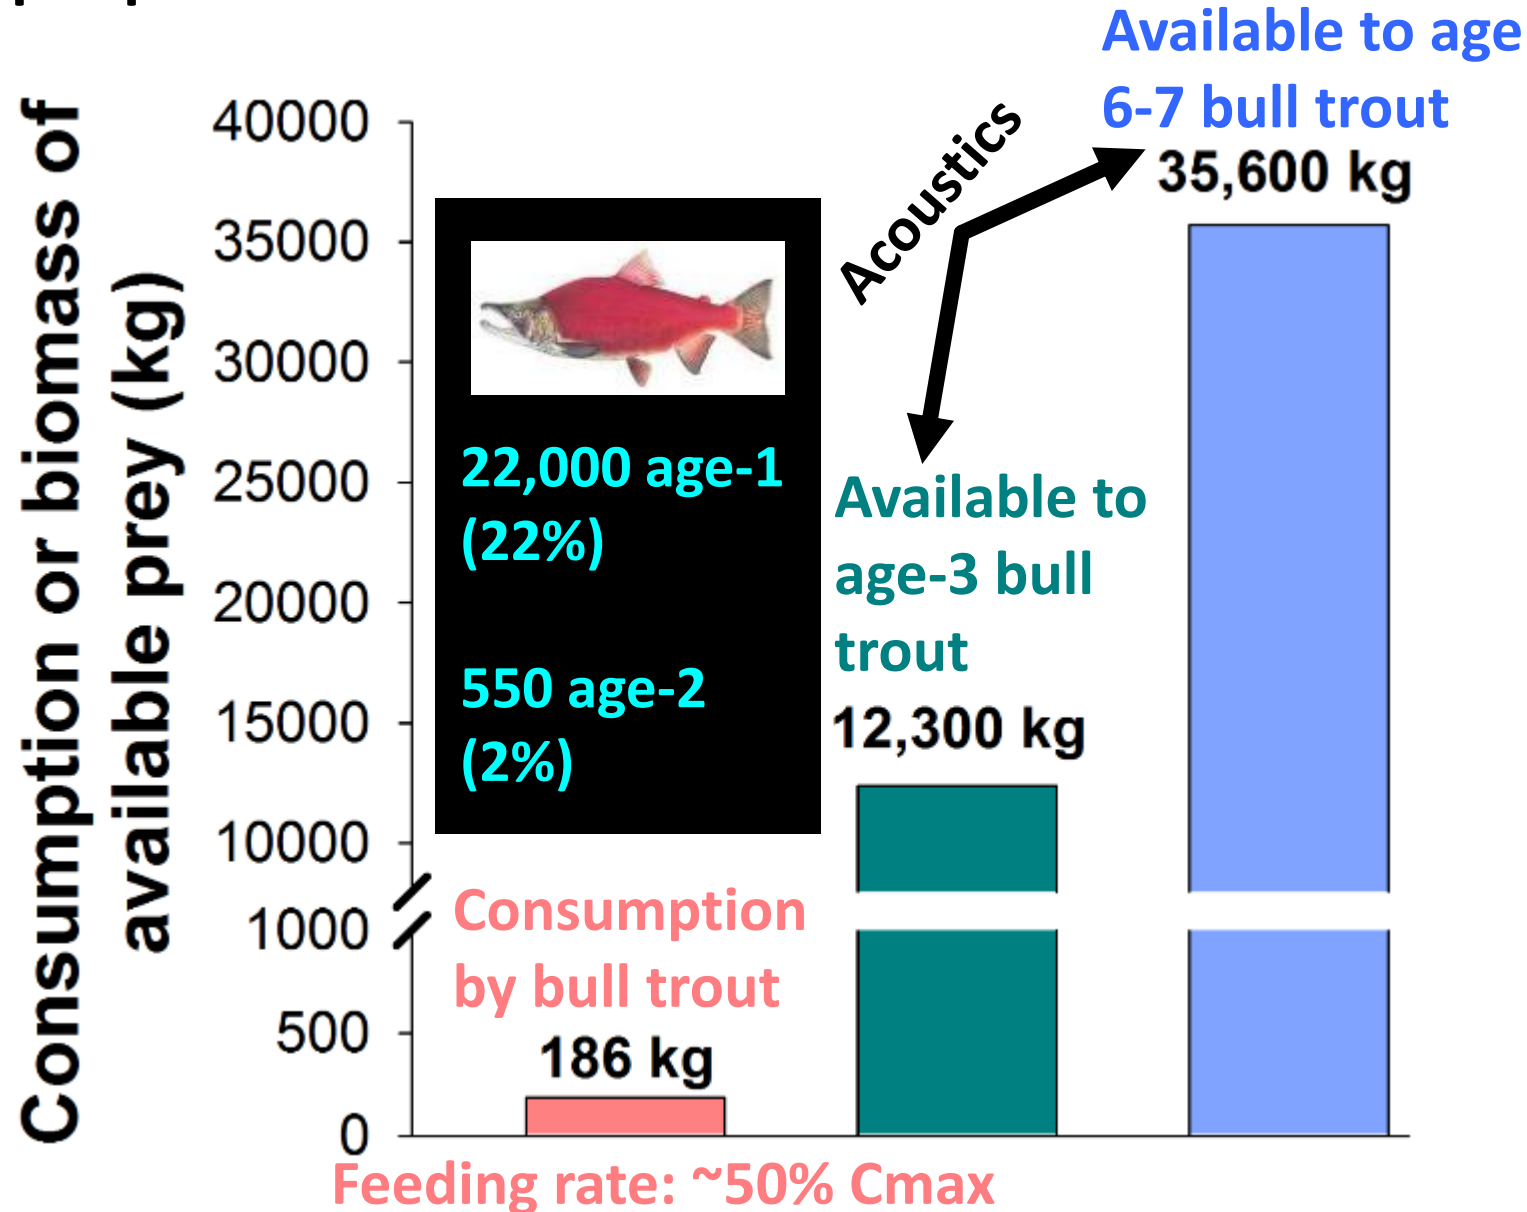 Available to age
6-7 bull trout
35,600 kg
Acoustics
Consumption or biomass of
available prey (kg)
40000
35000
30000
25000
20000
15000
10000
1000
500
0
22,000 age-1
(22%)
550 age-2
(2%)
Available to
age-3 bull
trout
12,300 kg
Consumption
by bull trout
186 kg
Feeding rate: ~50% Cmax